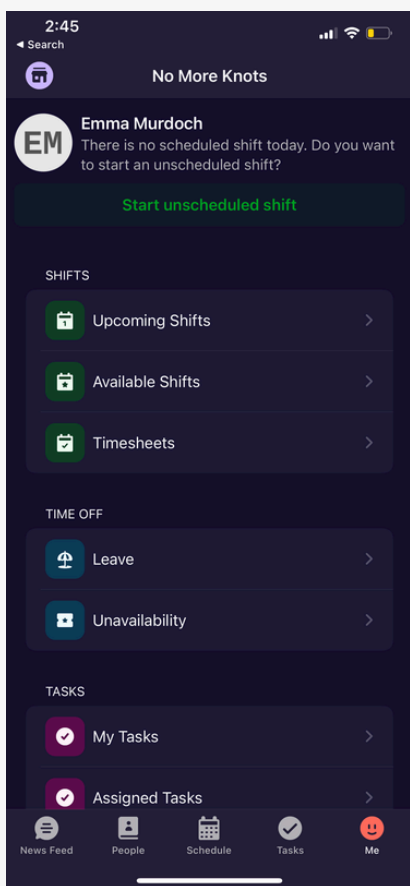 2:45
◀ Search
No More Knots
EM
Emma Murdoch
There is no scheduled shift today. Do you want
to start an unscheduled shift?
Start unscheduled shift
SHIFTS
1
Upcoming Shifts
Available Shifts
Timesheets
TIME OFF
Leave
Unavailability
TASKS
My Tasks
Assigned Tasks
News Feed
People
Schedule
Tasks
Me